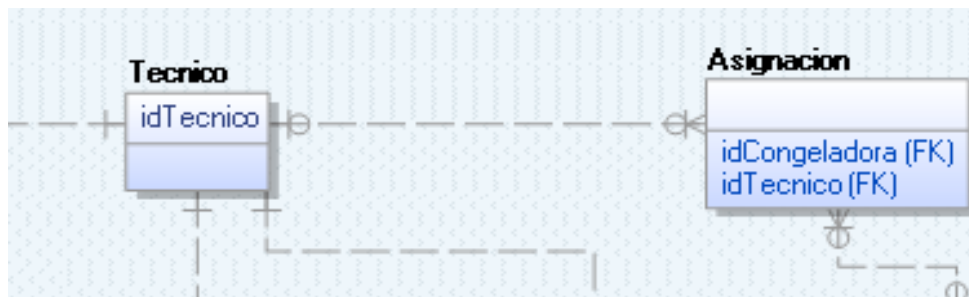 Tecnico
idTecnico
Asignacion
idCongeladora (FK)
idTecnico (FK)